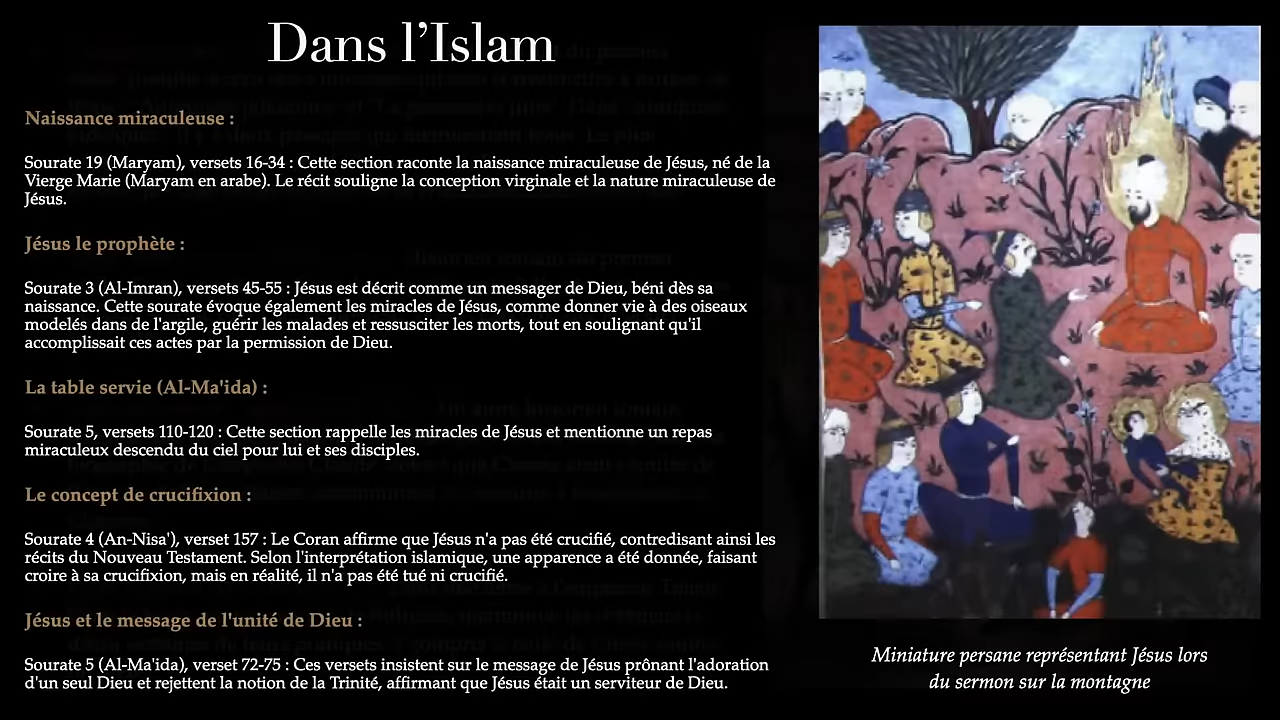 Dans l'Islam
Naissance miraculeuse :
Sourate 19 (Maryam), versets 16-34 : Cette section raconte la naissance miraculeuse de Jésus, né de la
Vierge Marie (Maryam en arabe). Le récit souligne la conception virginale et la nature miraculeuse de
Jésus.
Jésus le prophète :
Sourate 3 (Al-Imran), versets 45-55 : Jésus est décrit comme un messager de Dieu, béni dès sa
naissance. Cette sourate évoque également les miracles de Jésus, comme donner vie à des oiseaux
modelés dans de l'argile, guérir les malades et ressusciter les morts, tout en soulignant qu'il
accomplissait ces actes par la permission de Dieu.
La table servie (Al-Ma'ida) :
Sourate 5, versets 110-120 : Cette section rappelle les miracles de Jésus et mentionne un repas
miraculeux descendu du ciel pour lui et ses disciples.
Le concept de crucifixion :
Sourate 4 (An-Nisa'), verset 157 : Le Coran affirme que Jésus n'a pas été crucifié, contredisant ainsi les
récits du Nouveau Testament. Selon l'interprétation islamique, une apparence a été donnée, faisant
croire à sa crucifixion, mais en réalité, il n'a pas été tué ni crucifié.
Jésus et le message de l'unité de Dieu :
Sourate 5 (Al-Ma'ida), verset 72-75 : Ces versets insistent sur le message de Jésus prônant l'adoration
d'un seul Dieu et rejettent la notion de la Trinité, affirmant que Jésus était un serviteur de Dieu.
Miniature persane représentant Jésus lors
du sermon sur la montagne